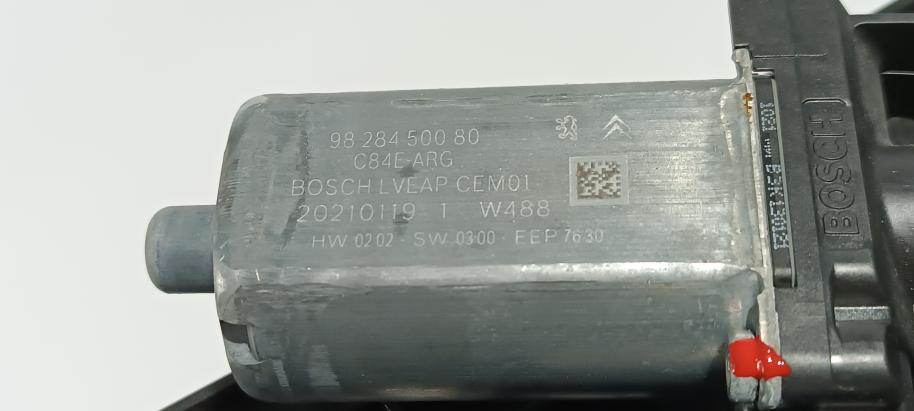 98 284 500 80
C84E-ARG
BOSCH LVEAP CEM01
20210119 1 W488
HW 0202 - SW 0300 - FEP 7630
BOSCH